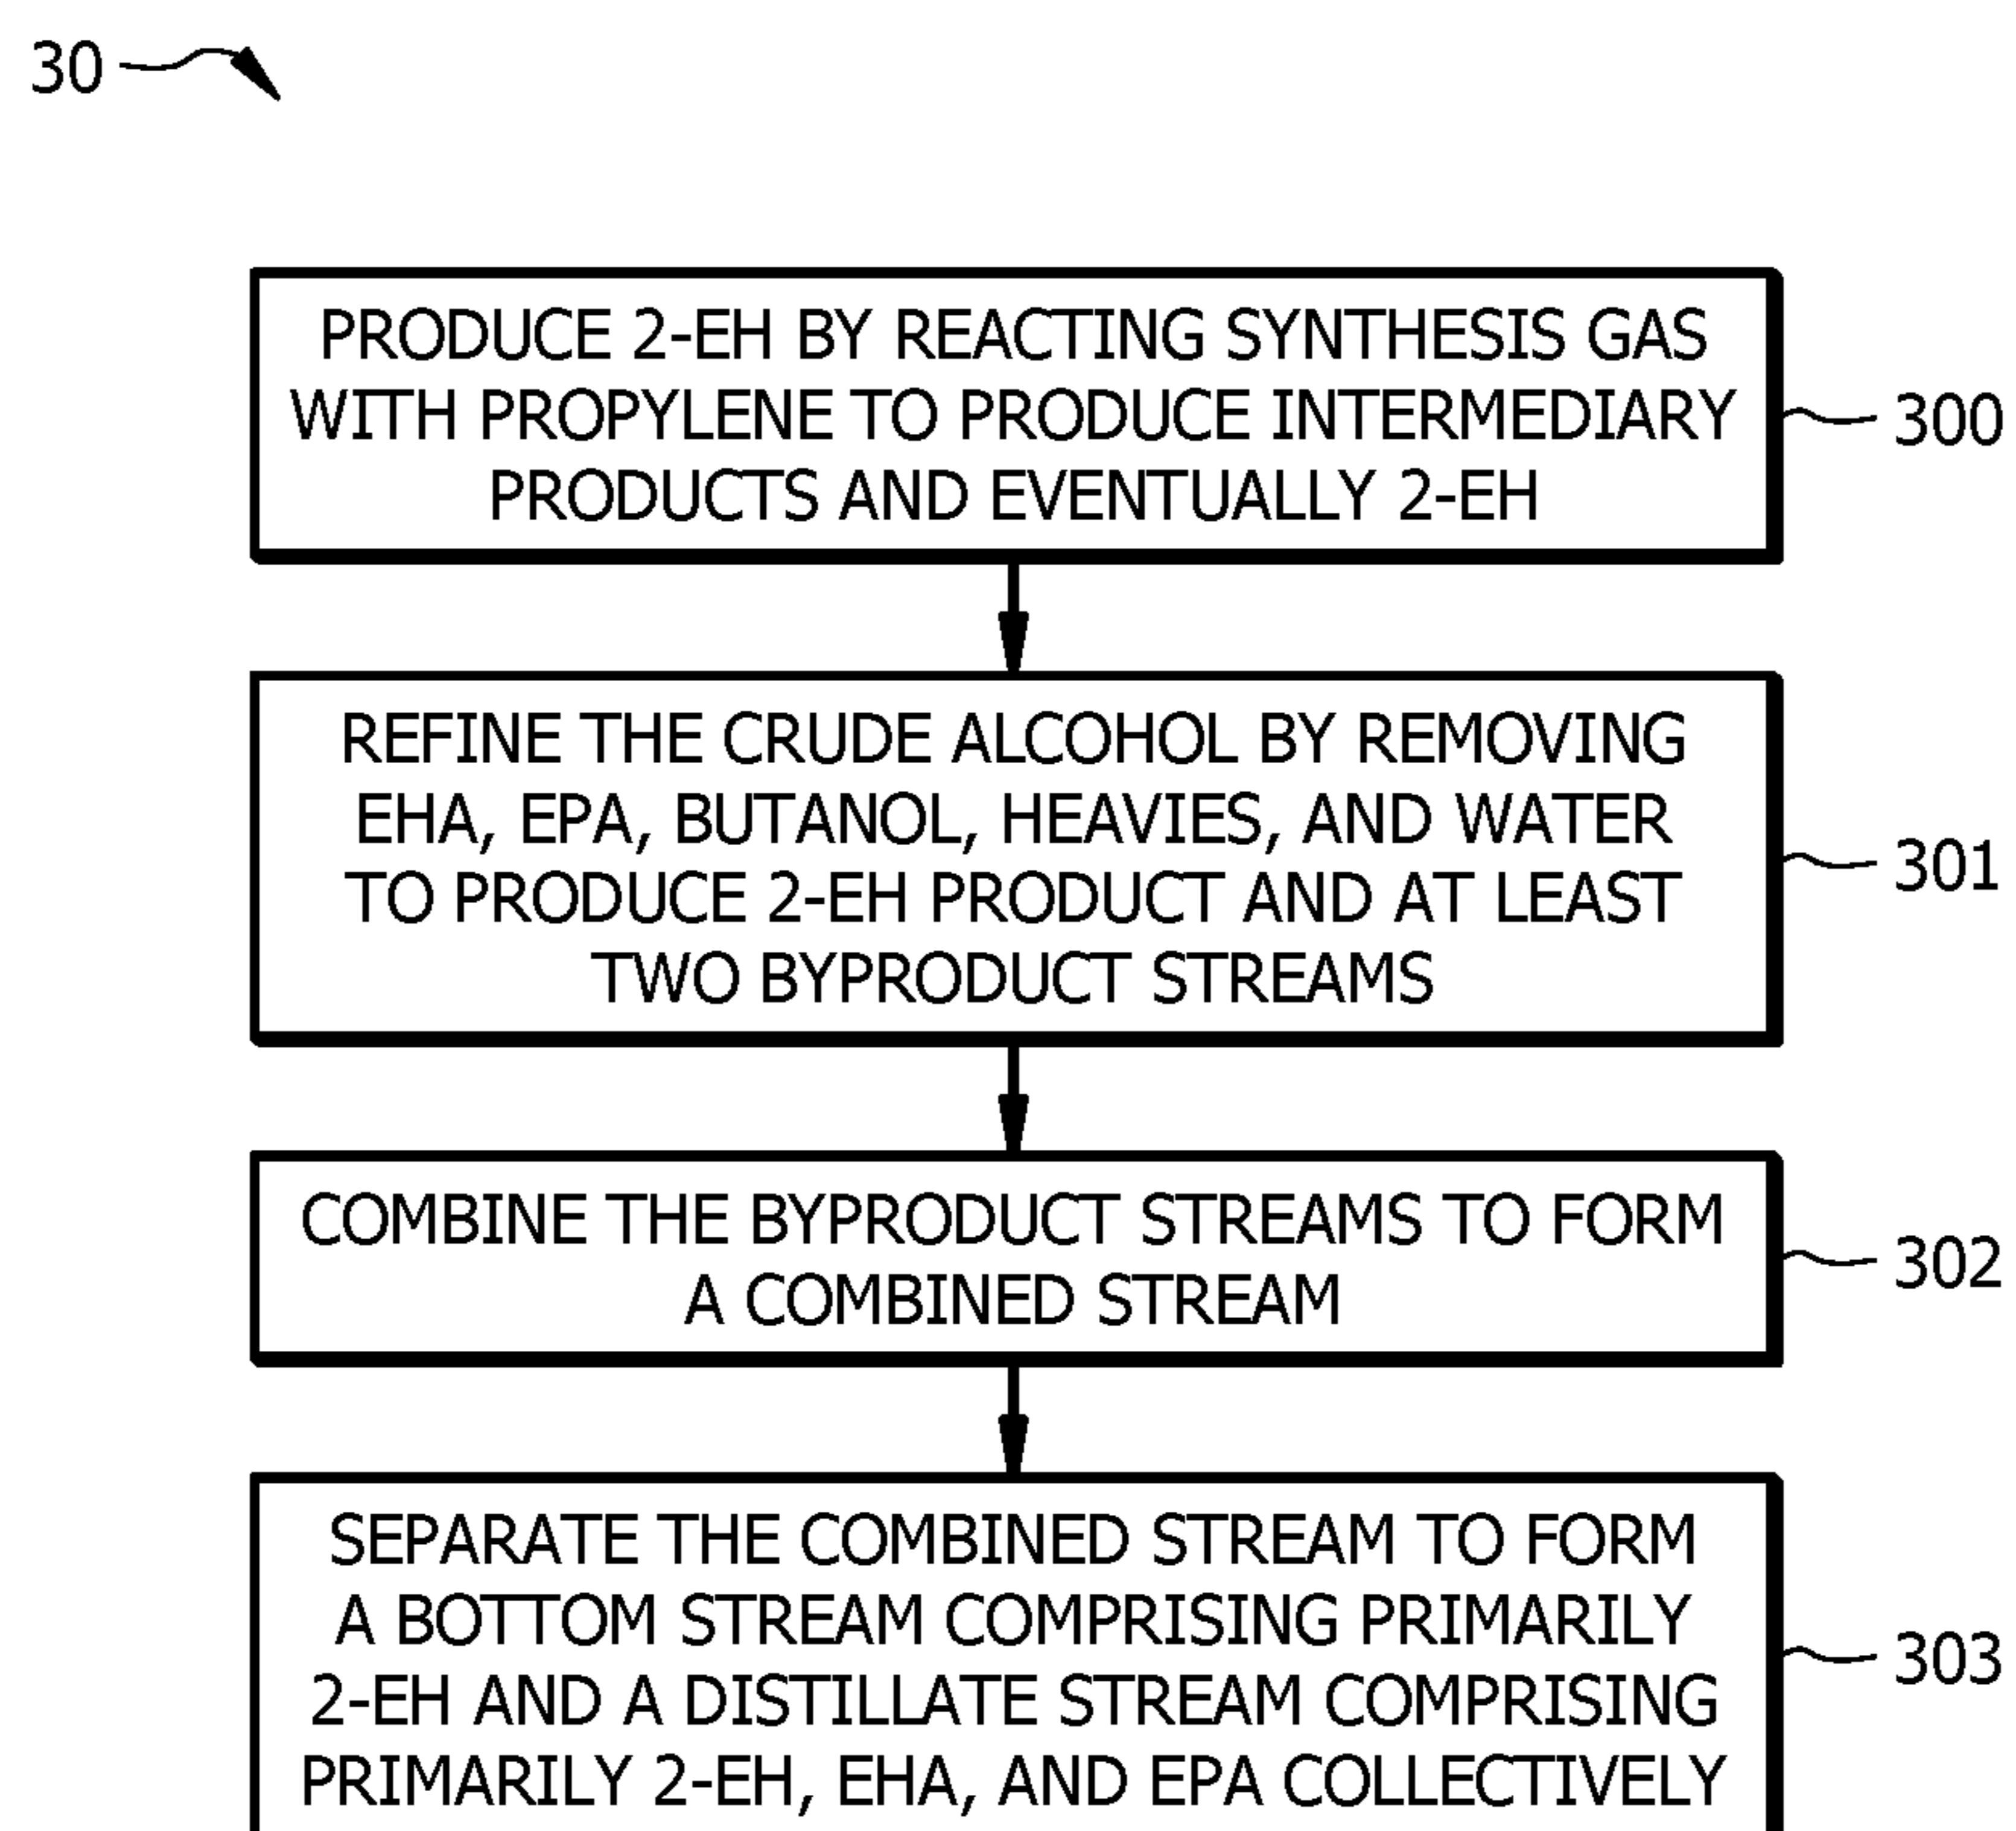 30
PRODUCE 2-EH BY REACTING SYNTHESIS GAS
WITH PROPYLENE TO PRODUCE INTERMEDIARY
PRODUCTS AND EVENTUALLY 2-EH
300
REFINE THE CRUDE ALCOHOL BY REMOVING
EHA, EPA, BUTANOL, HEAVIES, AND WATER
TO PRODUCE 2-EH PRODUCT AND AT LEAST
TWO BYPRODUCT STREAMS
301
COMBINE THE BYPRODUCT STREAMS TO FORM
A COMBINED STREAM
302
SEPARATE THE COMBINED STREAM TO FORM
A BOTTOM STREAM COMPRISING PRIMARILY
2-EH AND A DISTILLATE STREAM COMPRISING
PRIMARILY 2-EH, EHA, AND EPA COLLECTIVELY
303